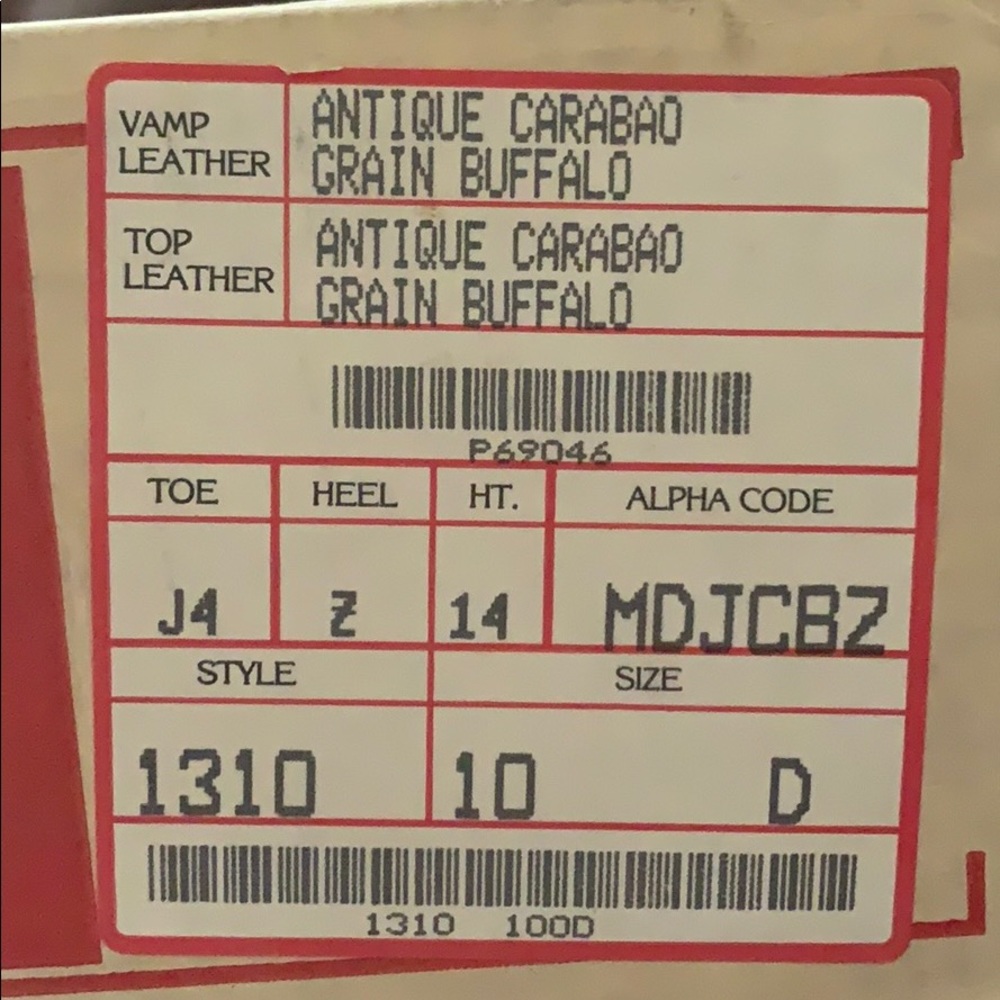 VAMP LEATHER
ANTIQUE CARABAO
GRAIN BUFFALO
TOP LEATHER
ANTIQUE CARABAO
GRAIN BUFFALO
P69046
TOE HEEL HT. ALPHA CODE
J4 Z 14 MDJCBZ
STYLE SIZE
1310 10 D
1310 100D